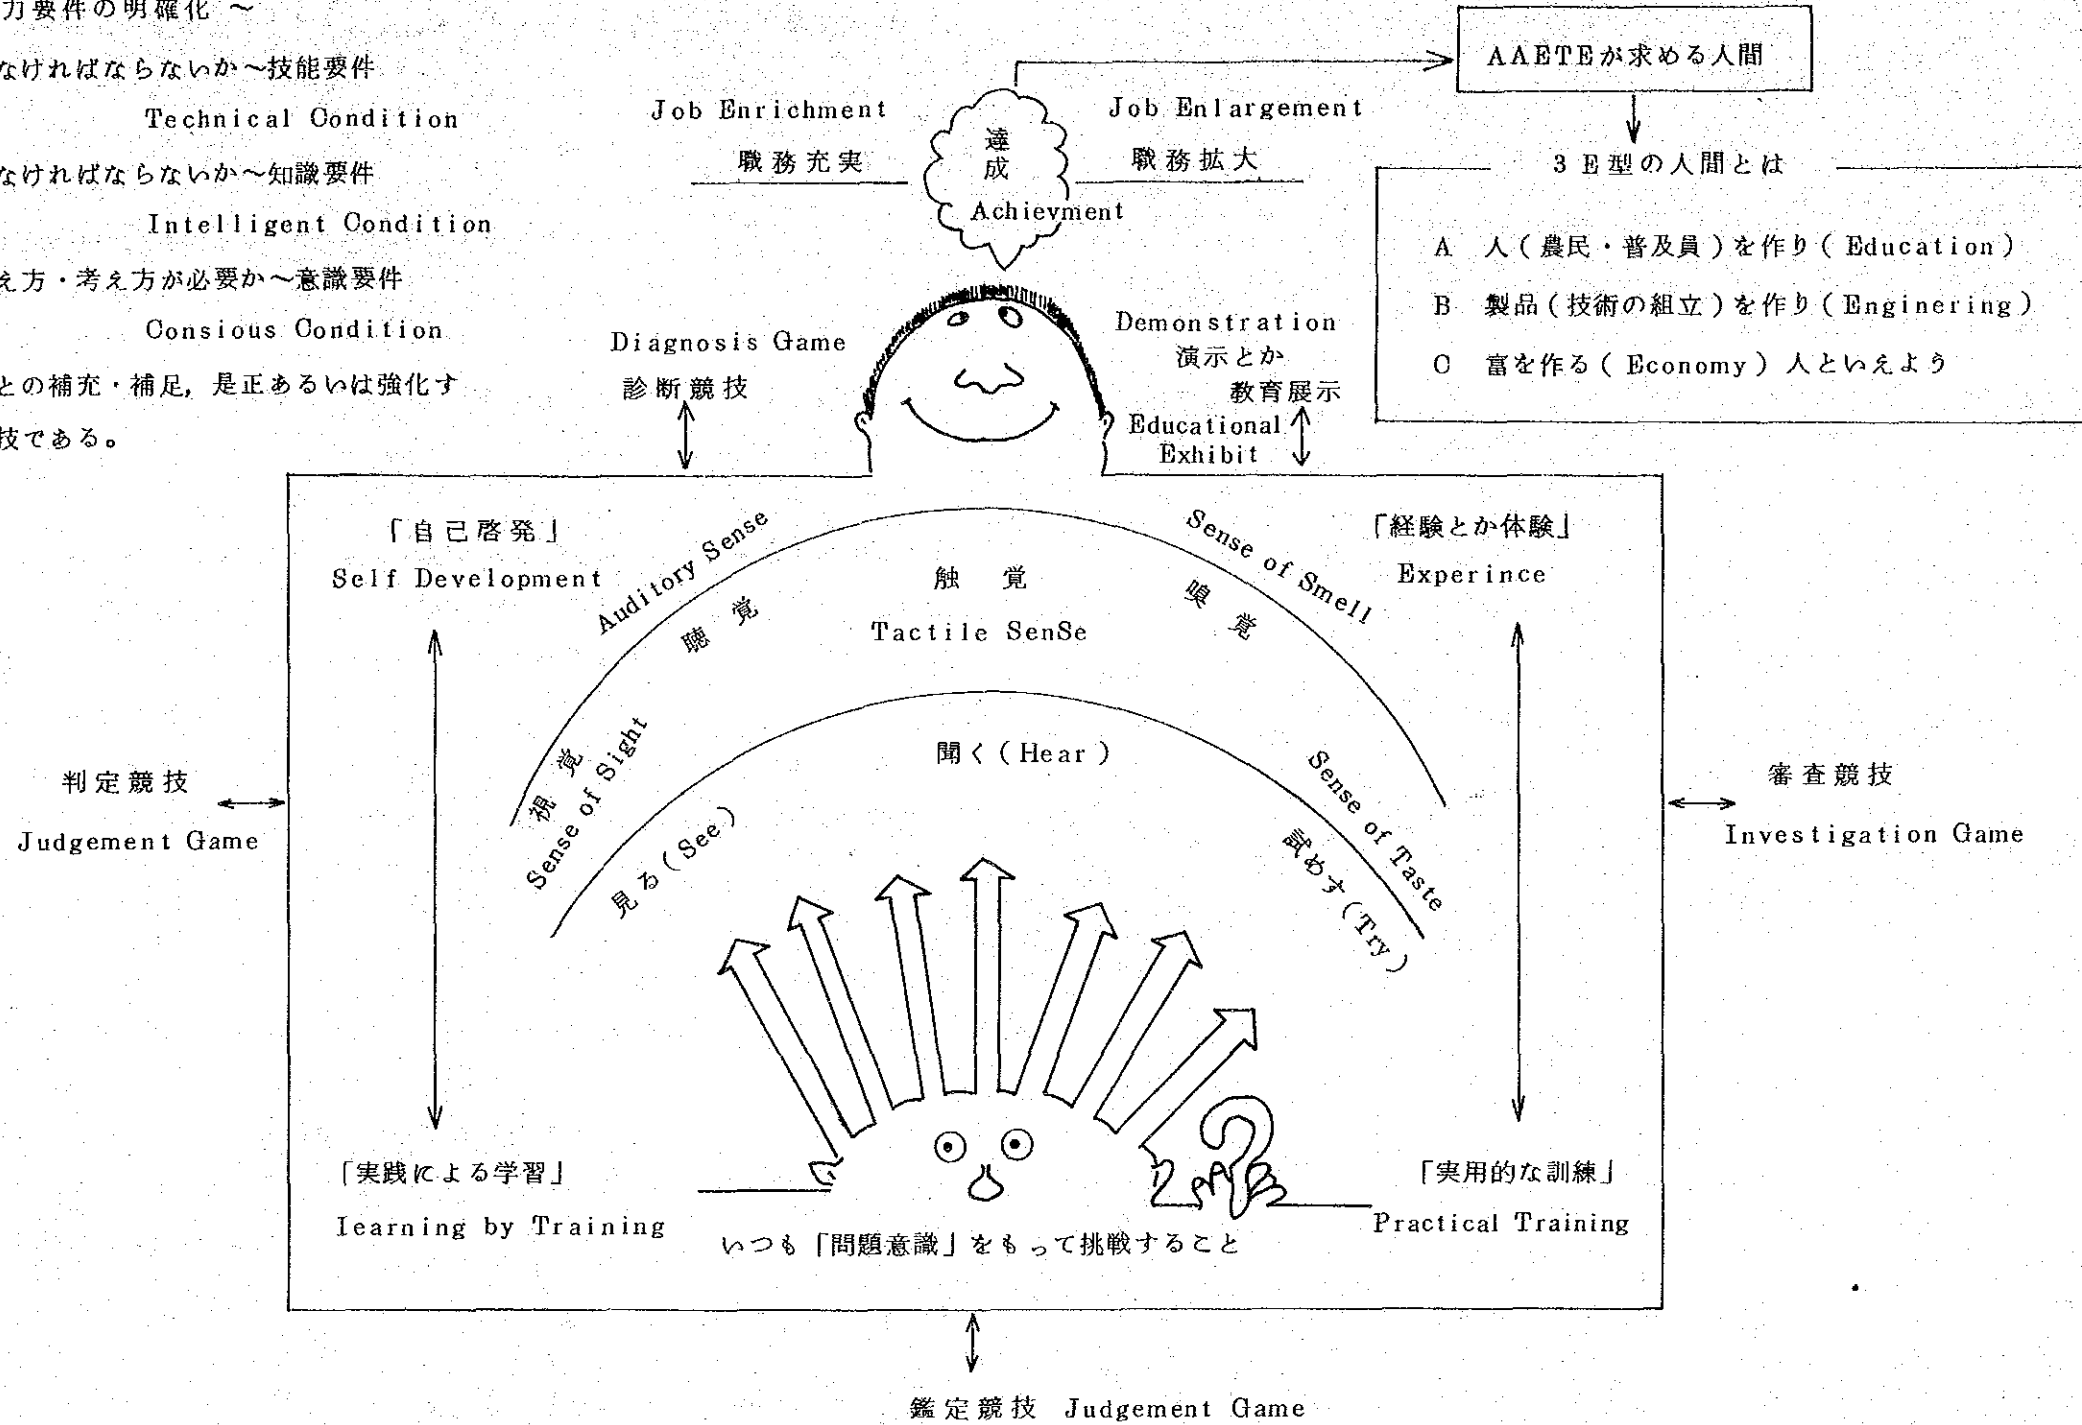 力要件の明確化 ～
なければならないか～技能要件
Technical Condition
なければならないか～知識要件
Intelligent Condition
え方・考え方が必要か～意識要件
Consious Condition
との補充・補足，是正あるいは強化す
技である。
Job Enrichment
職務充実
達成
Achievment
Job Enlargement
職務拡大
AAETEが求める人間
3E型の人間とは
A 人（農民・普及員）を作り（Education）
B 製品（技術の組立）を作り（Enginering）
C 富を作る（Economy）人といえよう
Diagnosis Game
診断競技
Demonstration
演示とか
教育展示
Educational
Exhibit
「自己啓発」
Self Development
Auditory Sense
聴覚
触覚
Tactile SenSe
Sense of Smell
嗅覚
「経験とか体験」
Experince
視覚
Sense of Sight
見る（See）
聞く（Hear）
Sense of Taste
試めす（Try）
判定競技
Judgement Game
審査競技
Investigation Game
「実践による学習」
Iearning by Training
?
「実用的な訓練」
Practical Training
いつも「問題意識」をもって挑戦すること
鑑定競技 Judgement Game